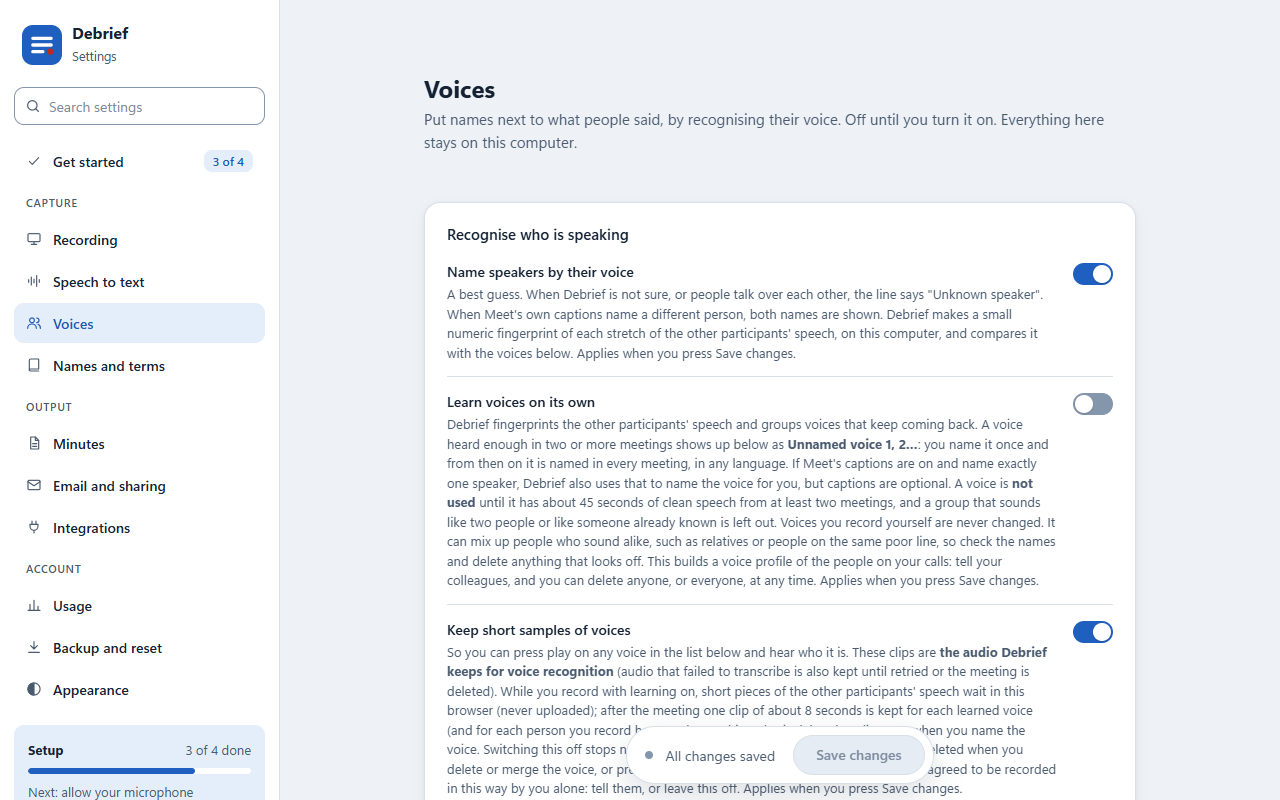 Debrief
Settings
Search settings
Get started
3 of 4
CAPTURE
Recording
Speech to text
Voices
Names and terms
OUTPUT
Minutes
Email and sharing
Integrations
ACCOUNT
Usage
Backup and reset
Appearance
Setup
3 of 4 done
Next: allow your microphone
Voices
Put names next to what people said, by recognising their voice. Off until you turn it on. Everything here
stays on this computer.
Recognise who is speaking
Name speakers by their voice
A best guess. When Debrief is not sure, or people talk over each other, the line says "Unknown speaker".
When Meet's own captions name a different person, both names are shown. Debrief makes a small
numeric fingerprint of each stretch of the other participants' speech, on this computer, and compares it
with the voices below. Applies when you press Save changes.
Learn voices on its own
Debrief fingerprints the other participants' speech and groups voices that keep coming back. A voice
heard enough in two or more meetings shows up below as Unnamed voice 1, 2...: you name it once and
from then on it is named in every meeting, in any language. If Meet's captions are on and name exactly
one speaker, Debrief also uses that to name the voice for you, but captions are optional. A voice is not
used until it has about 45 seconds of clean speech from at least two meetings, and a group that sounds
like two people or like someone already known is left out. Voices you record yourself are never changed. It
can mix up people who sound alike, such as relatives or people on the same poor line, so check the names
and delete anything that looks off. This builds a voice profile of the people on your calls: tell your
colleagues, and you can delete anyone, or everyone, at any time. Applies when you press Save changes.
Keep short samples of voices
So you can press play on any voice in the list below and hear who it is. These clips are the audio Debrief
keeps for voice recognition (audio that failed to transcribe is also kept until retried or the meeting is
deleted). While you record with learning on, short pieces of the other participants' speech wait in this
browser (never uploaded); after the meeting one clip of about 8 seconds is kept for each learned voice
(and for each person you record when you name the
voice. Switching this off stops deleted when you
delete or merge the voice, or agreed to be recorded
in this way by you alone: tell them, or leave this off. Applies when you press Save changes.
All changes saved
Save changes